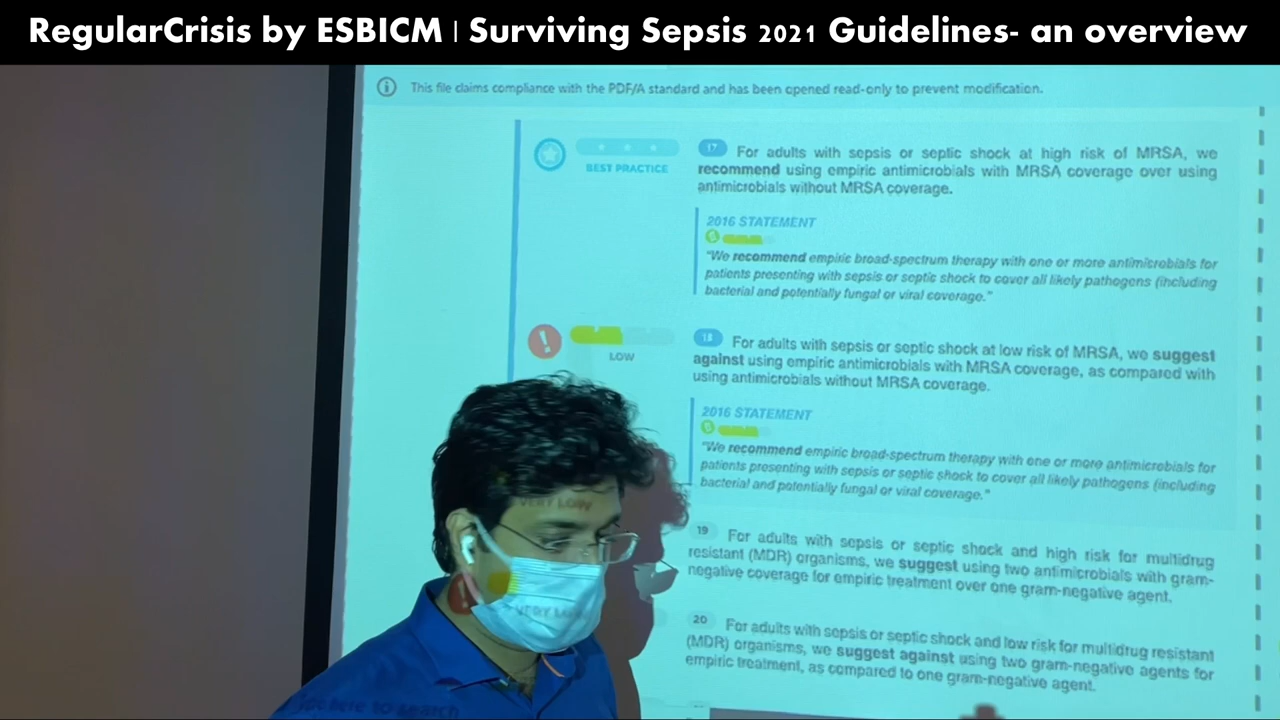 RegularCrisis by ESBICM | Surviving Sepsis 2021 Guidelines- an overview
This file claims compliance with the PDF/A standard and has been opened read-only to prevent modification.
BEST PRACTICE
17 For adults with sepsis or septic shock at high risk of MRSA, we
recommend using empiric antimicrobials with MRSA coverage over using
antimicrobials without MRSA coverage.
2016 STATEMENT
"We recommend empiric broad-spectrum therapy with one or more antimicrobials for
patients presenting with sepsis or septic shock to cover all likely pathogens (including
bacterial and potentially fungal or viral coverage."
LOW
18 For adults with sepsis or septic shock at low risk of MRSA, we suggest
against using empiric antimicrobials with MRSA coverage, as compared with
using antimicrobials without MRSA coverage.
2016 STATEMENT
"We recommend empiric broad-spectrum therapy with one or more antimicrobials for
patients presenting with sepsis or septic shock to cover all likely pathogens (including
bacterial and potentially fungal or viral coverage."
VERY LOW
19 For adults with sepsis or septic shock and high risk for multidrug
resistant (MDR) organisms, we suggest using two antimicrobials with gram-
negative coverage for empiric treatment over one gram-negative agent.
VERY LOW
20 For adults with sepsis or septic shock and low risk for multidrug resistant
(MDR) organisms, we suggest against using two gram-negative agents for
empiric treatment, as compared to one gram-negative agent.
here to search